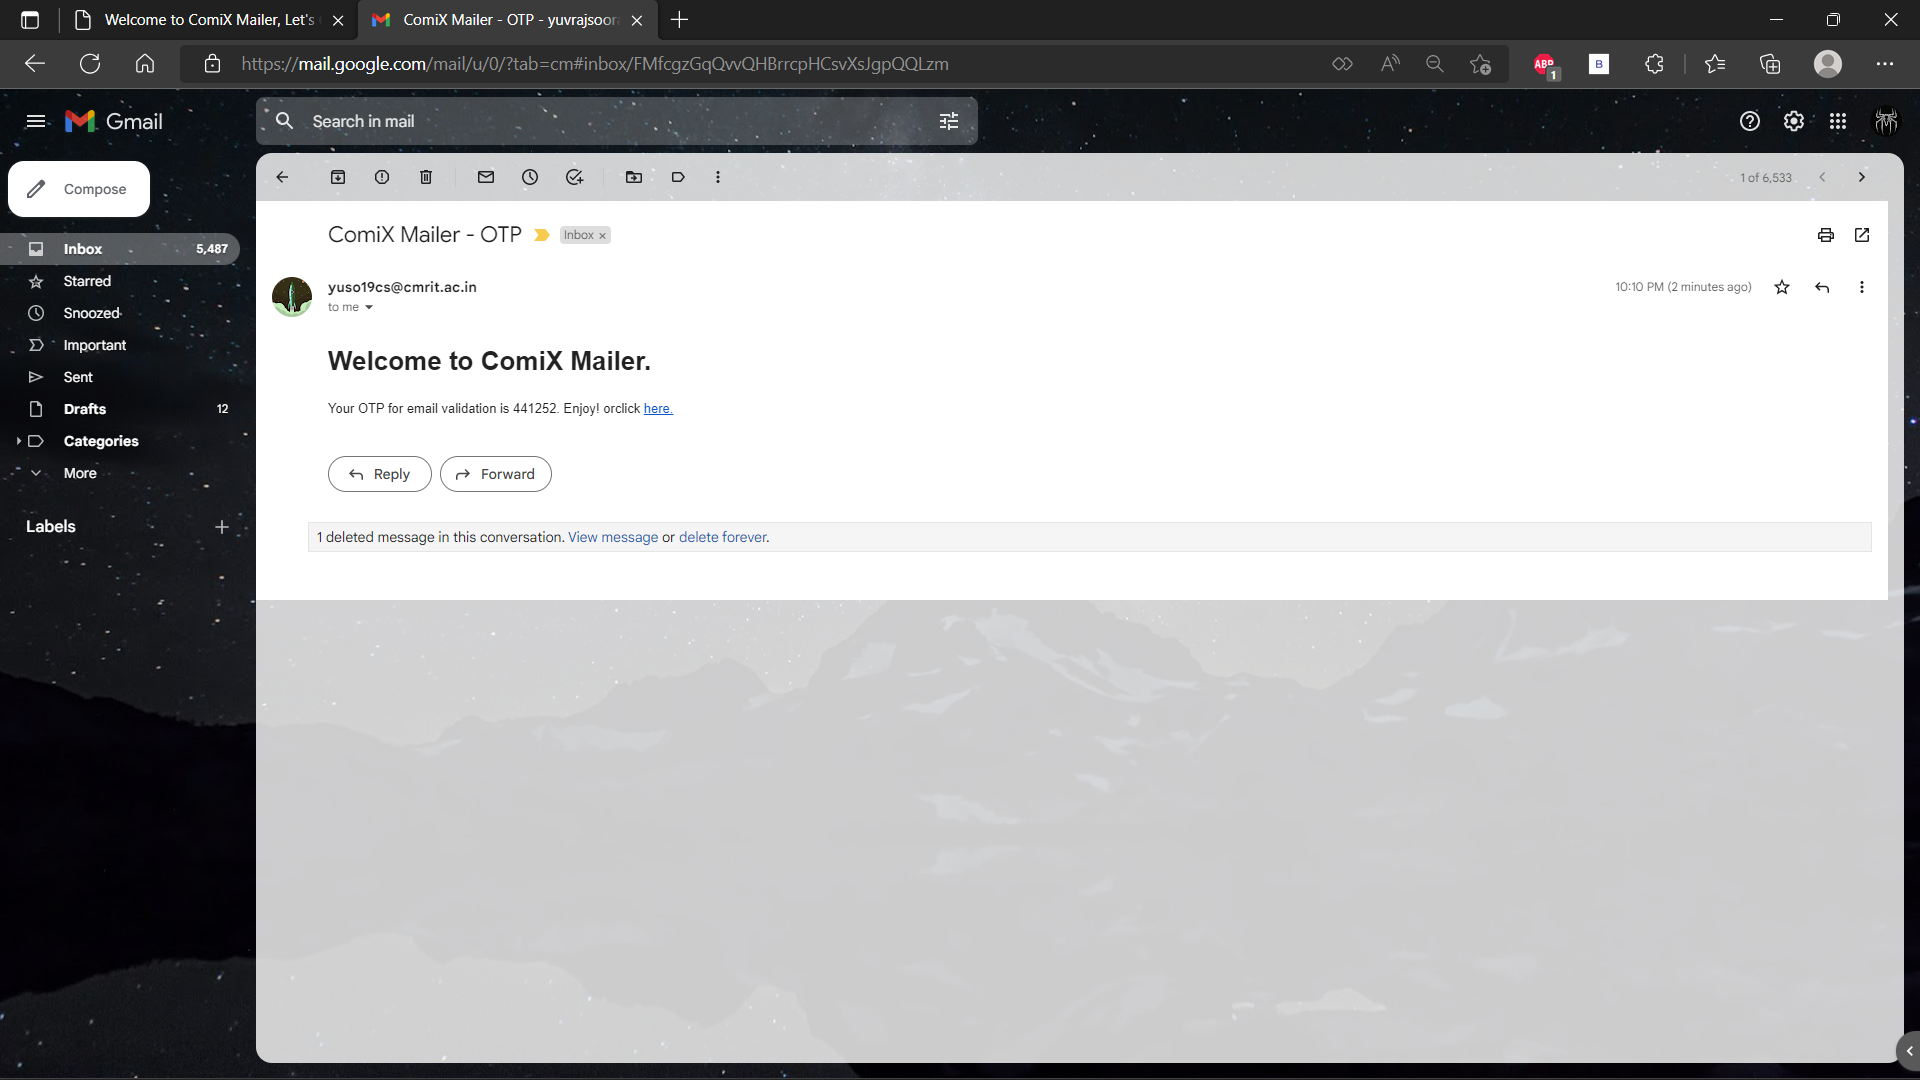 Welcome to ComiX Mailer, Let's
ComiX Mailer - OTP - yuvrajsoora
https://mail.google.com/mail/u/0/?tab=cm#inbox/FMfcgzGqQvvQHBrrcpHCsvXsJgpQQLzm
ABP
1
B
Gmail
Search in mail
Compose
1 of 6,533
Inbox 5,487
Starred
Snoozed
Important
Sent
Drafts 12
Categories
More
Labels
ComiX Mailer - OTP
Inbox x
yuso19cs@cmrit.ac.in
10:10 PM (2 minutes ago)
to me
Welcome to ComiX Mailer.
Your OTP for email validation is 441252. Enjoy! orclick here.
Reply
Forward
1 deleted message in this conversation. View message or delete forever.